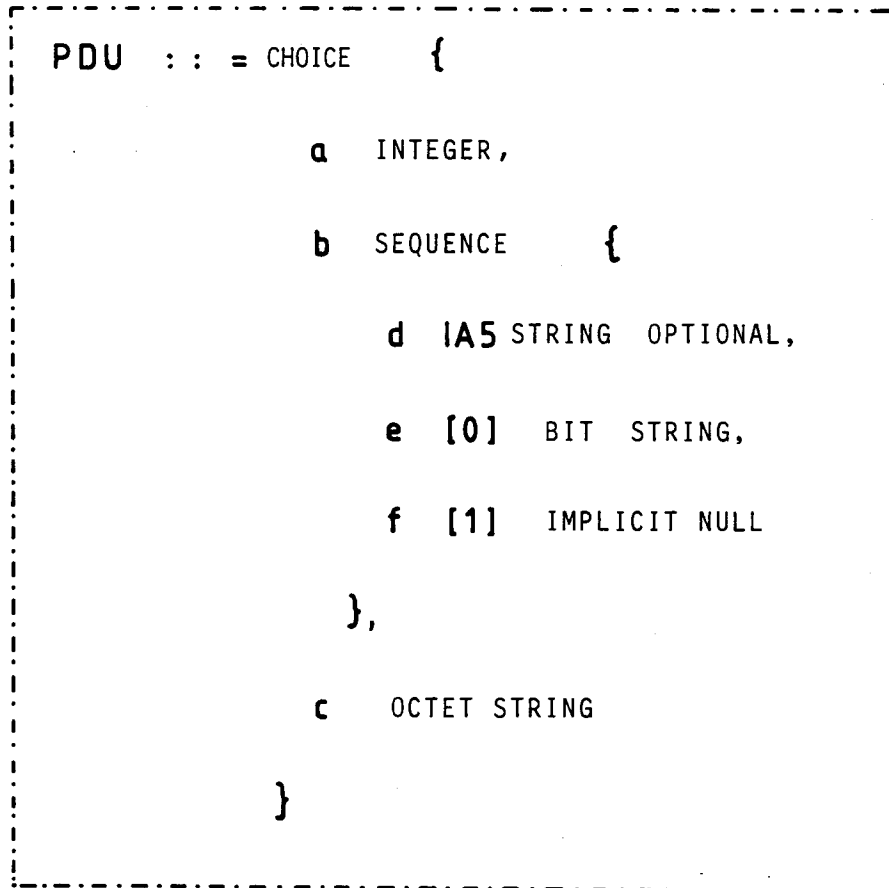 PDU : : = CHOICE {
a INTEGER,
b SEQUENCE {
d IA5 STRING OPTIONAL,
e [0] BIT STRING,
f [1] IMPLICIT NULL
},
c OCTET STRING
}